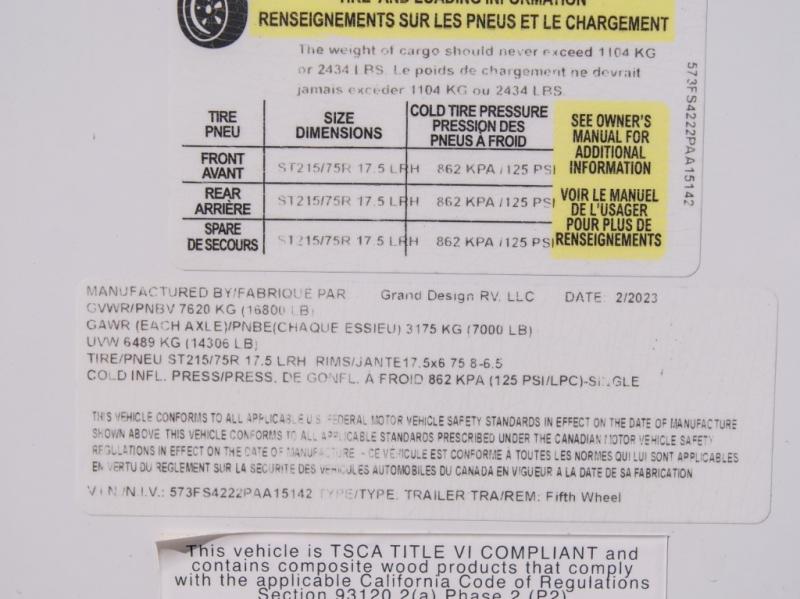 TIRE AND LOADING INFORMATION
RENSEIGNEMENTS SUR LES PNEUS ET LE CHARGEMENT
The weight of cargo should never exceed 1104 KG
or 2434 LBS. Le poids de chargement ne devrait
jamais exceder 1104 KG ou 2434 LBS.
573FS4222PAA15142
TIRE PNEU SIZE DIMENSIONS COLD TIRE PRESSURE PRESSION DES PNEUS À FROID
FRONT AVANT ST215/75R 17.5 LRH 862 KPA / 125 PSI
REAR ARRIÈRE ST215/75R 17.5 LRH 862 KPA / 125 PSI
SPARE DE SECOURS ST215/75R 17.5 LRH 862 KPA / 125 PSI
SEE OWNER'S
MANUAL FOR
ADDITIONAL
INFORMATION
VOIR LE MANUEL
DE L'USAGER
POUR PLUS DE
RENSEIGNEMENTS
MANUFACTURED BY/FABRIQUE PAR Grand Design RV, LLC DATE: 2/2023
GVWR/PNBV 7620 KG (16800 LB)
GAWR (EACH AXLE)/PNBE(CHAQUE ESSIEU) 3175 KG (7000 LB)
UVW 6489 KG (14306 LB)
TIRE/PNEU ST215/75R 17.5 LRH RIMS/JANTE17.5x6 75 8-6.5
COLD INFL. PRESS/PRESS. DE GONFL. A FROID 862 KPA (125 PSI/LPC)-SINGLE
THIS VEHICLE CONFORMS TO ALL APPLICABLE U.S. FEDERAL MOTOR VEHICLE SAFETY STANDARDS IN EFFECT ON THE DATE OF MANUFACTURE
SHOWN ABOVE. THIS VEHICLE CONFORMS TO ALL APPLICABLE STANDARDS PRESCRIBED UNDER THE CANADIAN MOTOR VEHICLE SAFETY
REGULATIONS IN EFFECT ON THE DATE OF MANUFACTURE - CE VEHICULE EST CONFORME À TOUTES LES NORMES QUI LUI SONT APPLICABLES
EN VERTU DU REGLEMENT SUR LA SECURITE DES VEHICULES AUTOMOBILES DU CANADA EN VIGUEUR A LA DATE DE SA FABRICATION
V.I.N./N.I.V.: 573FS4222PAA15142 TYPE/TYPE: TRAILER TRA/REM: Fifth Wheel
This vehicle is TSCA TITLE VI COMPLIANT and
contains composite wood products that comply
with the applicable California Code of Regulations
Section 93120.2(a) Phase 2 (P2)